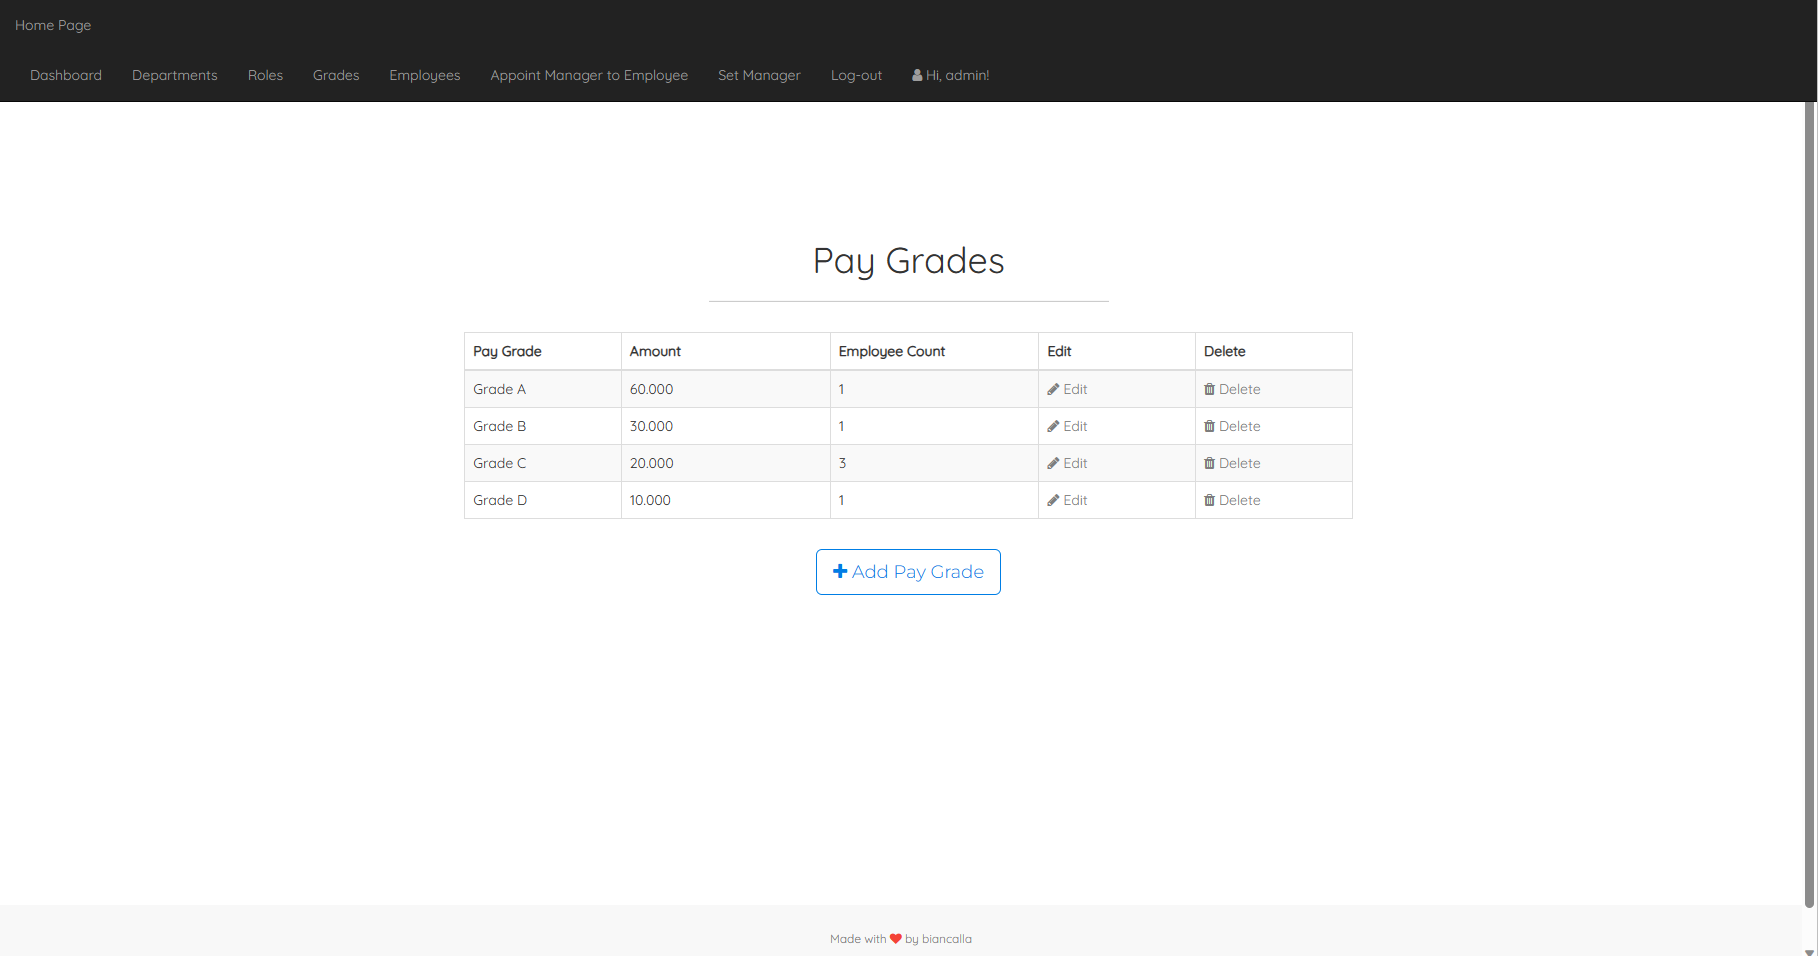 Home Page
Dashboard Departments Roles Grades Employees Appoint Manager to Employee Set Manager Log-out Hi, admin!
Pay Grades
Pay Grade Amount Employee Count Edit Delete
Grade A 60.000 1 Edit Delete
Grade B 30.000 1 Edit Delete
Grade C 20.000 3 Edit Delete
Grade D 10.000 1 Edit Delete
Add Pay Grade
Made with ❤ by biancalla